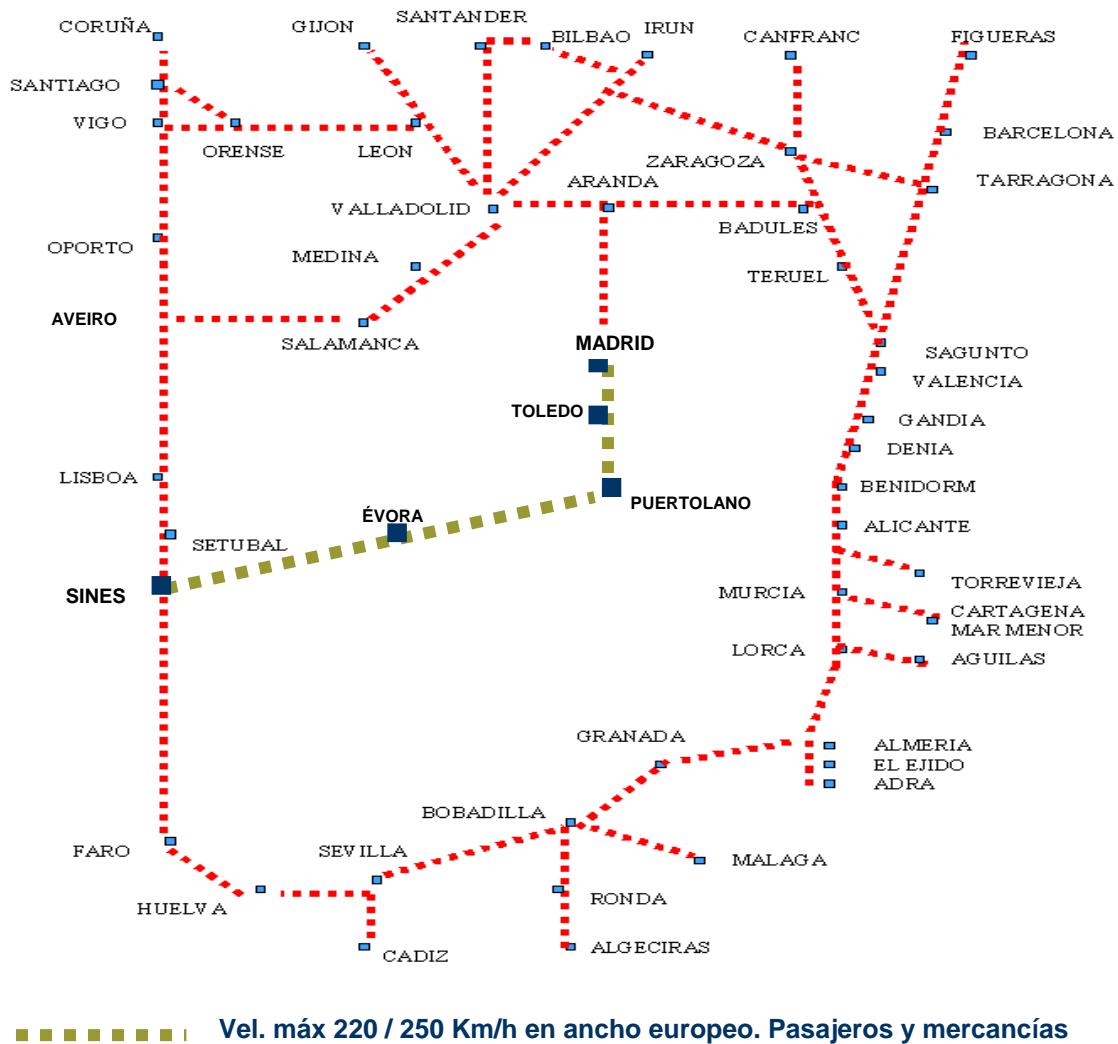 CORUÑA
GIJON
SANTANDER
BILBAO
IRUN
CANFRANC
FIGUERAS
SANTIAGO
VIGO
ORENSE
LEON
ZARAGOZA
BARCELONA
TARRAGONA
VALLADOLID
ARANDA
BADULES
OPORTO
MEDINA
TERUEL
AVEIRO
SALAMANCA
MADRID
SAGUNTO
VALENCIA
TOLEDO
GANDIA
DENIA
LISBOA
BENIDORM
PUERTOLANO
ÉVORA
ALICANTE
SETUBAL
TORREVIEJA
SINES
MURCIA
CARTAGENA
MAR MENOR
LORCA
AGUILAS
GRANADA
ALMERIA
EL EJIDO
ADRA
BOBADILLA
FARO
SEVILLA
MALAGA
HUELVA
RONDA
CADIZ
ALGECIRAS
Vel. máx 220 / 250 Km/h en ancho europeo. Pasajeros y mercancías